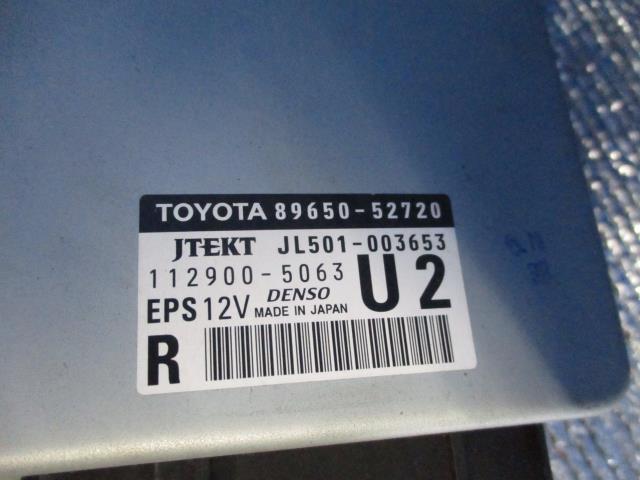 TOYOTA 89650-52720
JTEKT JL501-003653
112900-5063
EPS 12V DENSO MADE IN JAPAN U2
R